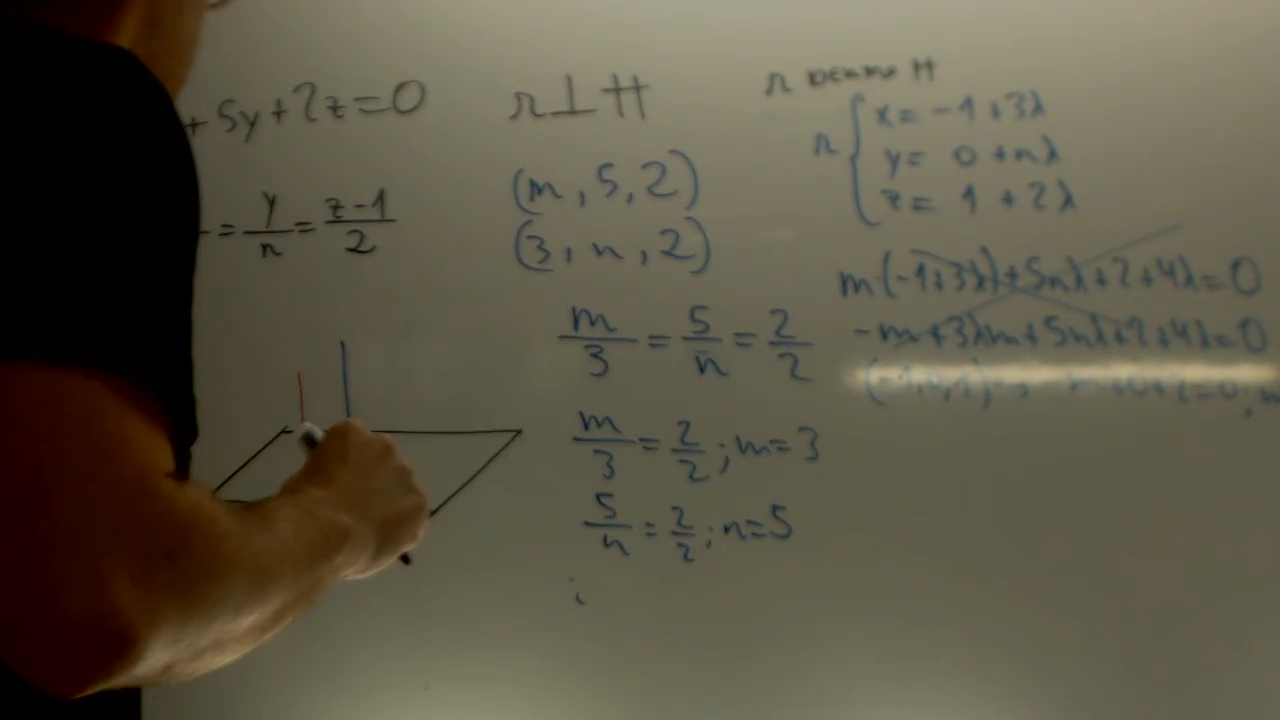 + 5y + 2z = 0
= y/n = z-1/2
r ⊥ π
(m, 5, 2)
(3, n, 2)
m/3 = 5/n = 2/2
m/3 = 2/2 ; m = 3
5/n = 2/2 ; n = 5
r
r { x = -1 + 3λ
y = 0 + nλ
z = 1 + 2λ
m(-1+3λ)+5nλ+2+4λ=0
-m+3λm+5nλ+2+4λ=0